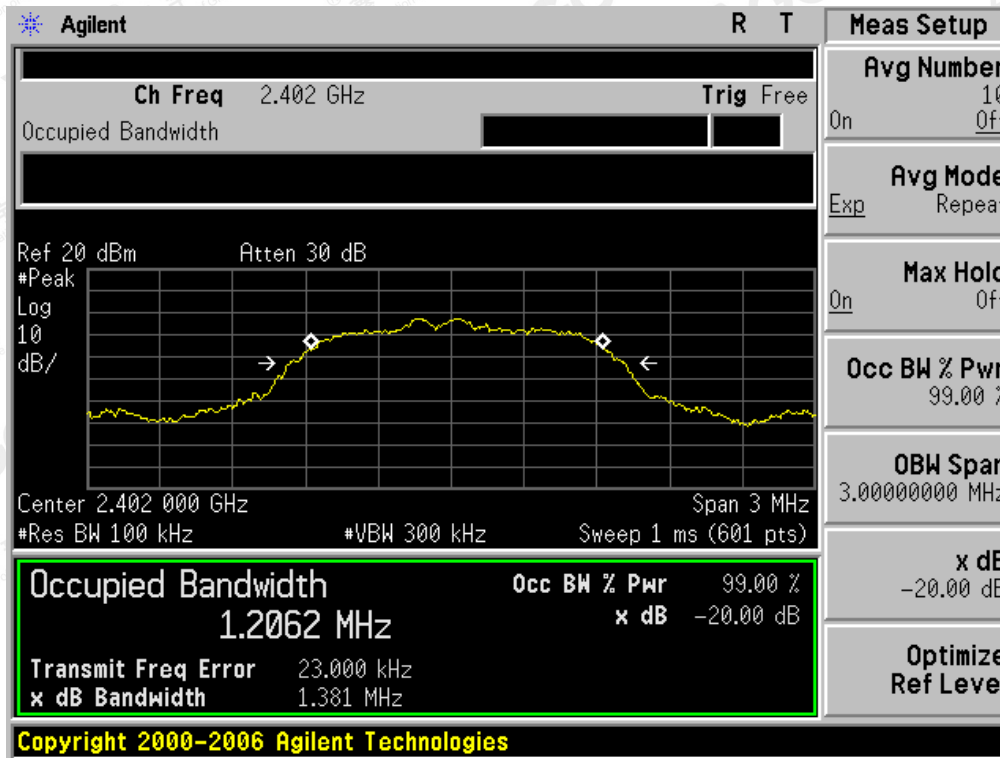 Agilent R T
Ch Freq 2.402 GHz Trig Free
Occupied Bandwidth
Ref 20 dBm Atten 30 dB
#Peak
Log
10
dB/
Center 2.402 000 GHz Span 3 MHz
#Res BW 100 kHz #VBW 300 kHz Sweep 1 ms (601 pts)
Occupied Bandwidth
1.2062 MHz
Occ BW % Pwr 99.00 %
x dB -20.00 dB
Transmit Freq Error 23.000 kHz
x dB Bandwidth 1.381 MHz
Copyright 2000-2006 Agilent Technologies
Meas Setup
Avg Number
10
On Off
Avg Mode
Exp Repeat
Max Hold
On Off
Occ BW % Pwr
99.00 %
OBW Span
3.00000000 MHz
x dB
-20.00 dB
Optimize
Ref Level